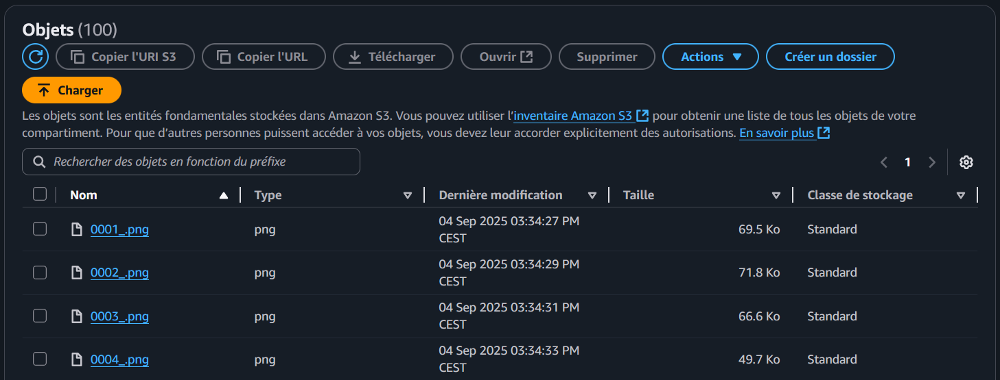 Objets (100)
Copier l'URI S3 Copier l'URL Télécharger Ouvrir Supprimer Actions Créer un dossier
Charger
Les objets sont les entités fondamentales stockées dans Amazon S3. Vous pouvez utiliser l’inventaire Amazon S3 pour obtenir une liste de tous les objets de votre
compartiment. Pour que d’autres personnes puissent accéder à vos objets, vous devez leur accorder explicitement des autorisations. En savoir plus
Rechercher des objets en fonction du préfixe 1
Nom Type Dernière modification Taille Classe de stockage
0001_.png png 04 Sep 2025 03:34:27 PM CEST 69.5 Ko Standard
0002_.png png 04 Sep 2025 03:34:29 PM CEST 71.8 Ko Standard
0003_.png png 04 Sep 2025 03:34:31 PM CEST 66.6 Ko Standard
0004_.png png 04 Sep 2025 03:34:33 PM CEST 49.7 Ko Standard